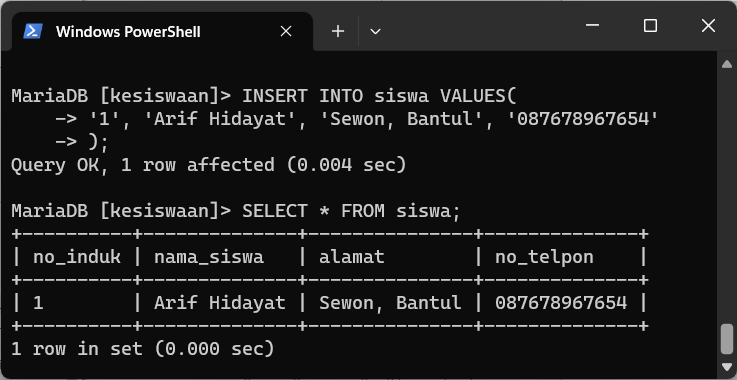 Windows PowerShell
MariaDB [kesiswaan]> INSERT INTO siswa VALUES(
    -> '1', 'Arif Hidayat', 'Sewon, Bantul', '087678967654'
    -> );
Query OK, 1 row affected (0.004 sec)

MariaDB [kesiswaan]> SELECT * FROM siswa;
+----------+--------------+---------------+--------------+
| no_induk | nama_siswa   | alamat        | no_telpon    |
+----------+--------------+---------------+--------------+
| 1        | Arif Hidayat | Sewon, Bantul | 087678967654 |
+----------+--------------+---------------+--------------+
1 row in set (0.000 sec)